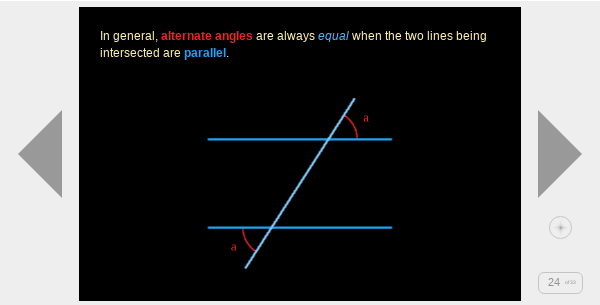 In general, alternate angles are always equal when the two lines being
intersected are parallel.
a
a
24